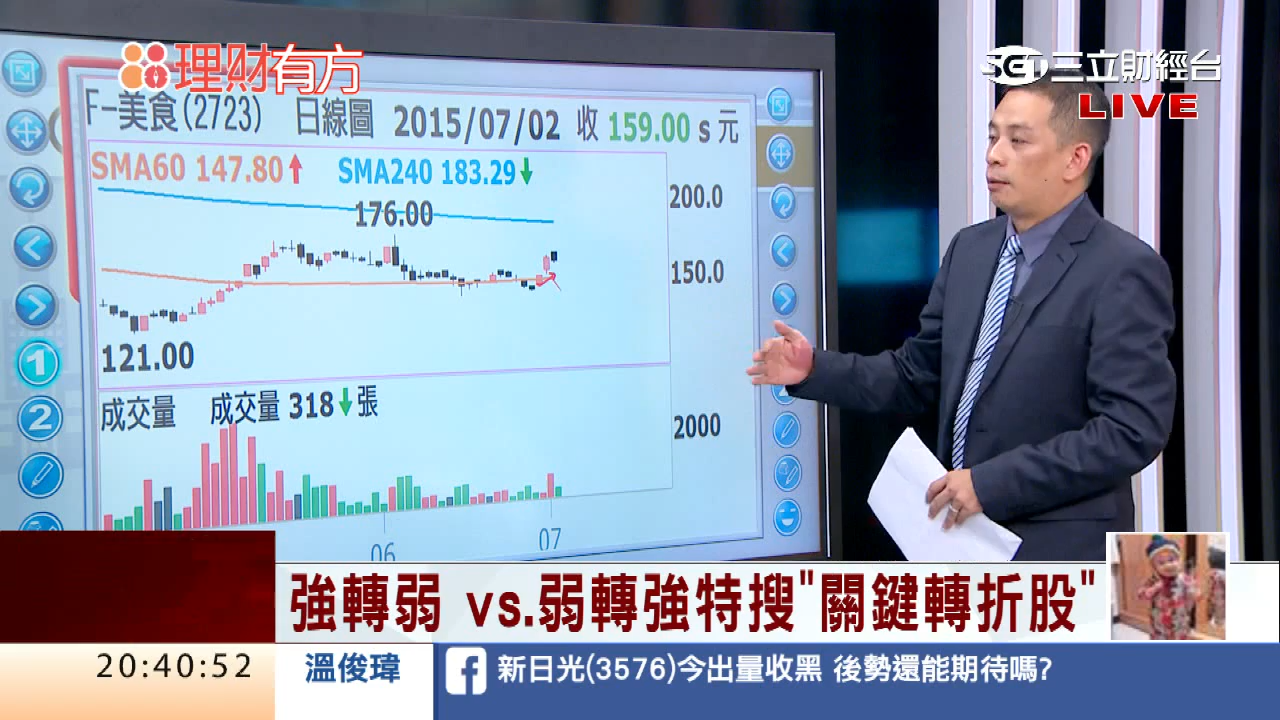 理財有方
SETN 三立財經台
LIVE
F-美食(2723) 日線圖 2015/07/02 收 159.00 s 元
SMA60 147.80 SMA240 183.29
176.00
200.0
150.0
121.00
成交量 成交量 318 張
2000
06 07
1
2
強轉弱 vs.弱轉強特搜"關鍵轉折股"
20:40:52 溫俊瑋 f 新日光(3576)今出量收黑 後勢還能期待嗎?